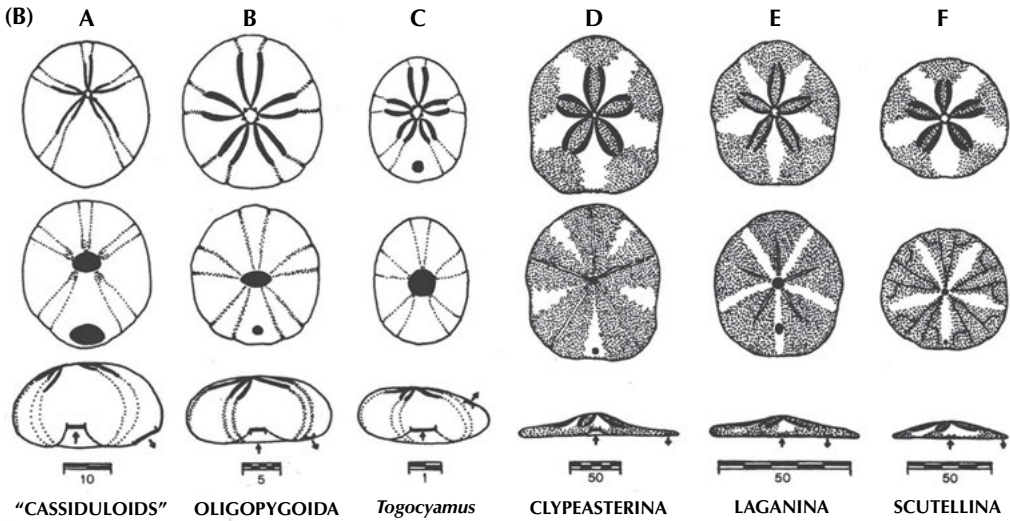 (B) A B C D E F
10 5 1 50 50 50
"CASSIDULOIDS" OLIGOPYGOIDA Togocyamus CLYPEASTERINA LAGANINA SCUTELLINA